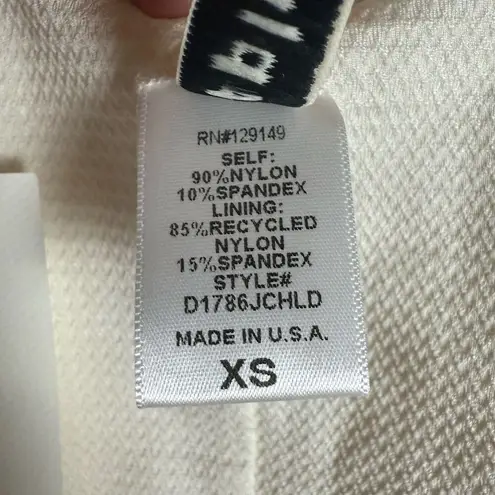 RN#129149
SELF:
90%NYLON
10%SPANDEX
LINING:
85%RECYCLED
NYLON
15%SPANDEX
STYLE#
D1786JCHLD
MADE IN U.S.A.
XS